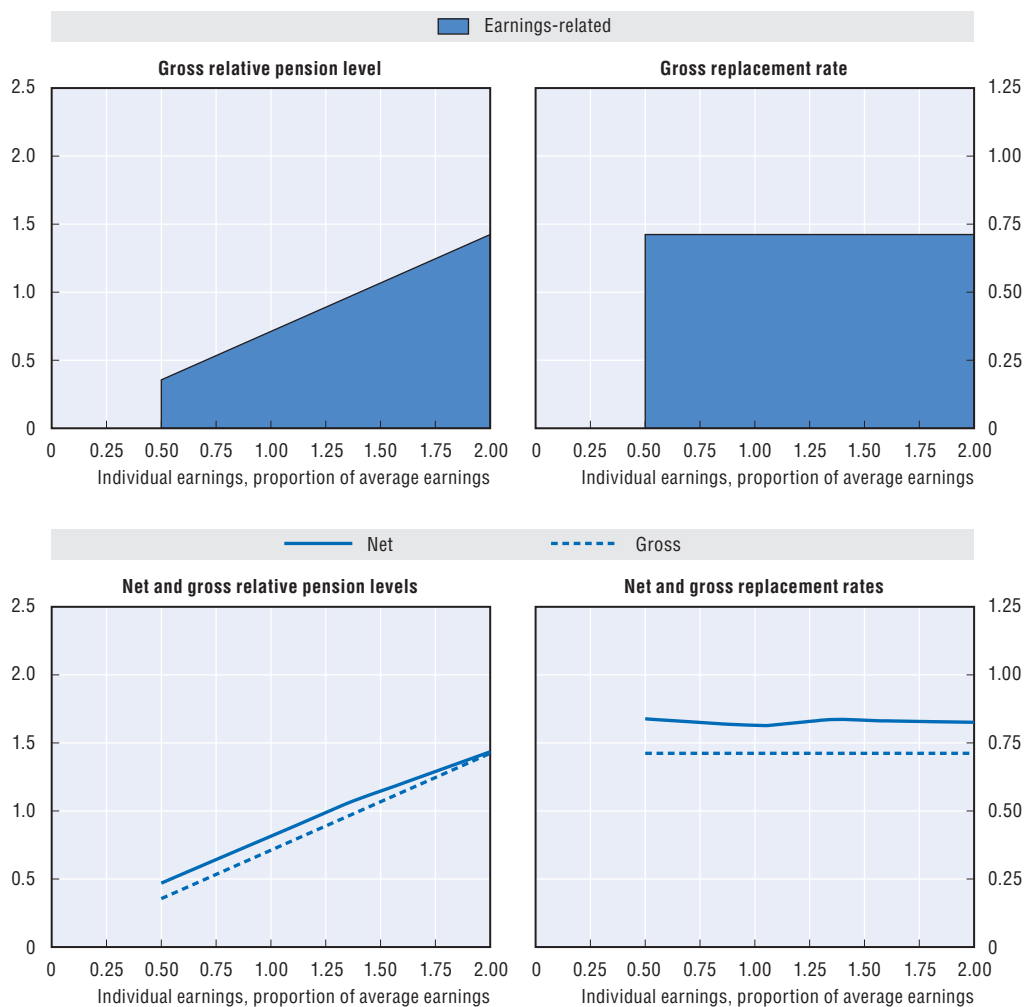 Earnings-related
Gross relative pension level
Gross replacement rate
2.5
2.0
1.5
1.0
0.5
0
0 0.25 0.50 0.75 1.00 1.25 1.50 1.75 2.00
Individual earnings, proportion of average earnings
1.25
1.00
0.75
0.50
0.25
0
0 0.25 0.50 0.75 1.00 1.25 1.50 1.75 2.00
Individual earnings, proportion of average earnings
Net
Gross
Net and gross relative pension levels
Net and gross replacement rates
2.5
2.0
1.5
1.0
0.5
0
0 0.25 0.50 0.75 1.00 1.25 1.50 1.75 2.00
Individual earnings, proportion of average earnings
1.25
1.00
0.75
0.50
0.25
0
0 0.25 0.50 0.75 1.00 1.25 1.50 1.75 2.00
Individual earnings, proportion of average earnings